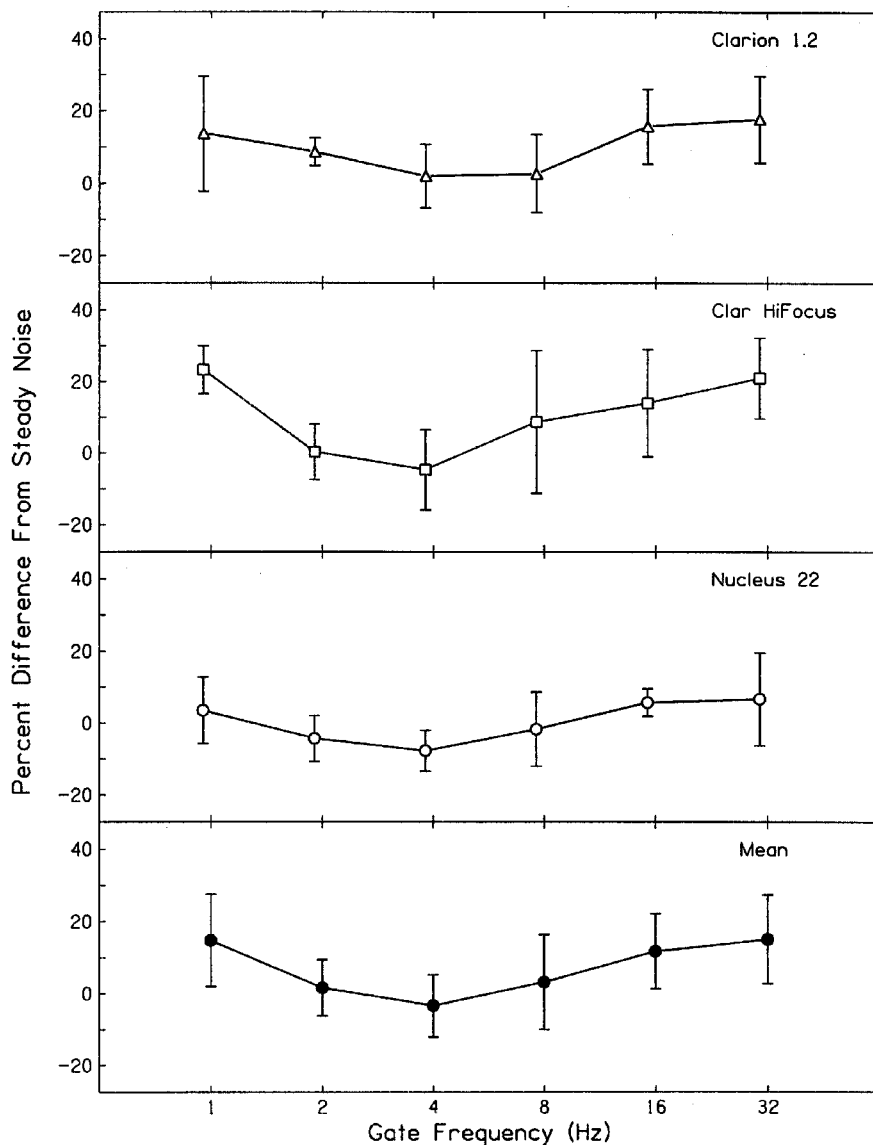 Clarion 1.2
40
20
0
-20
Clar HiFocus
40
20
0
-20
Nucleus 22
40
20
0
-20
Mean
40
20
0
-20
1 2 4 8 16 32
Gate Frequency (Hz)
Percent Difference From Steady Noise